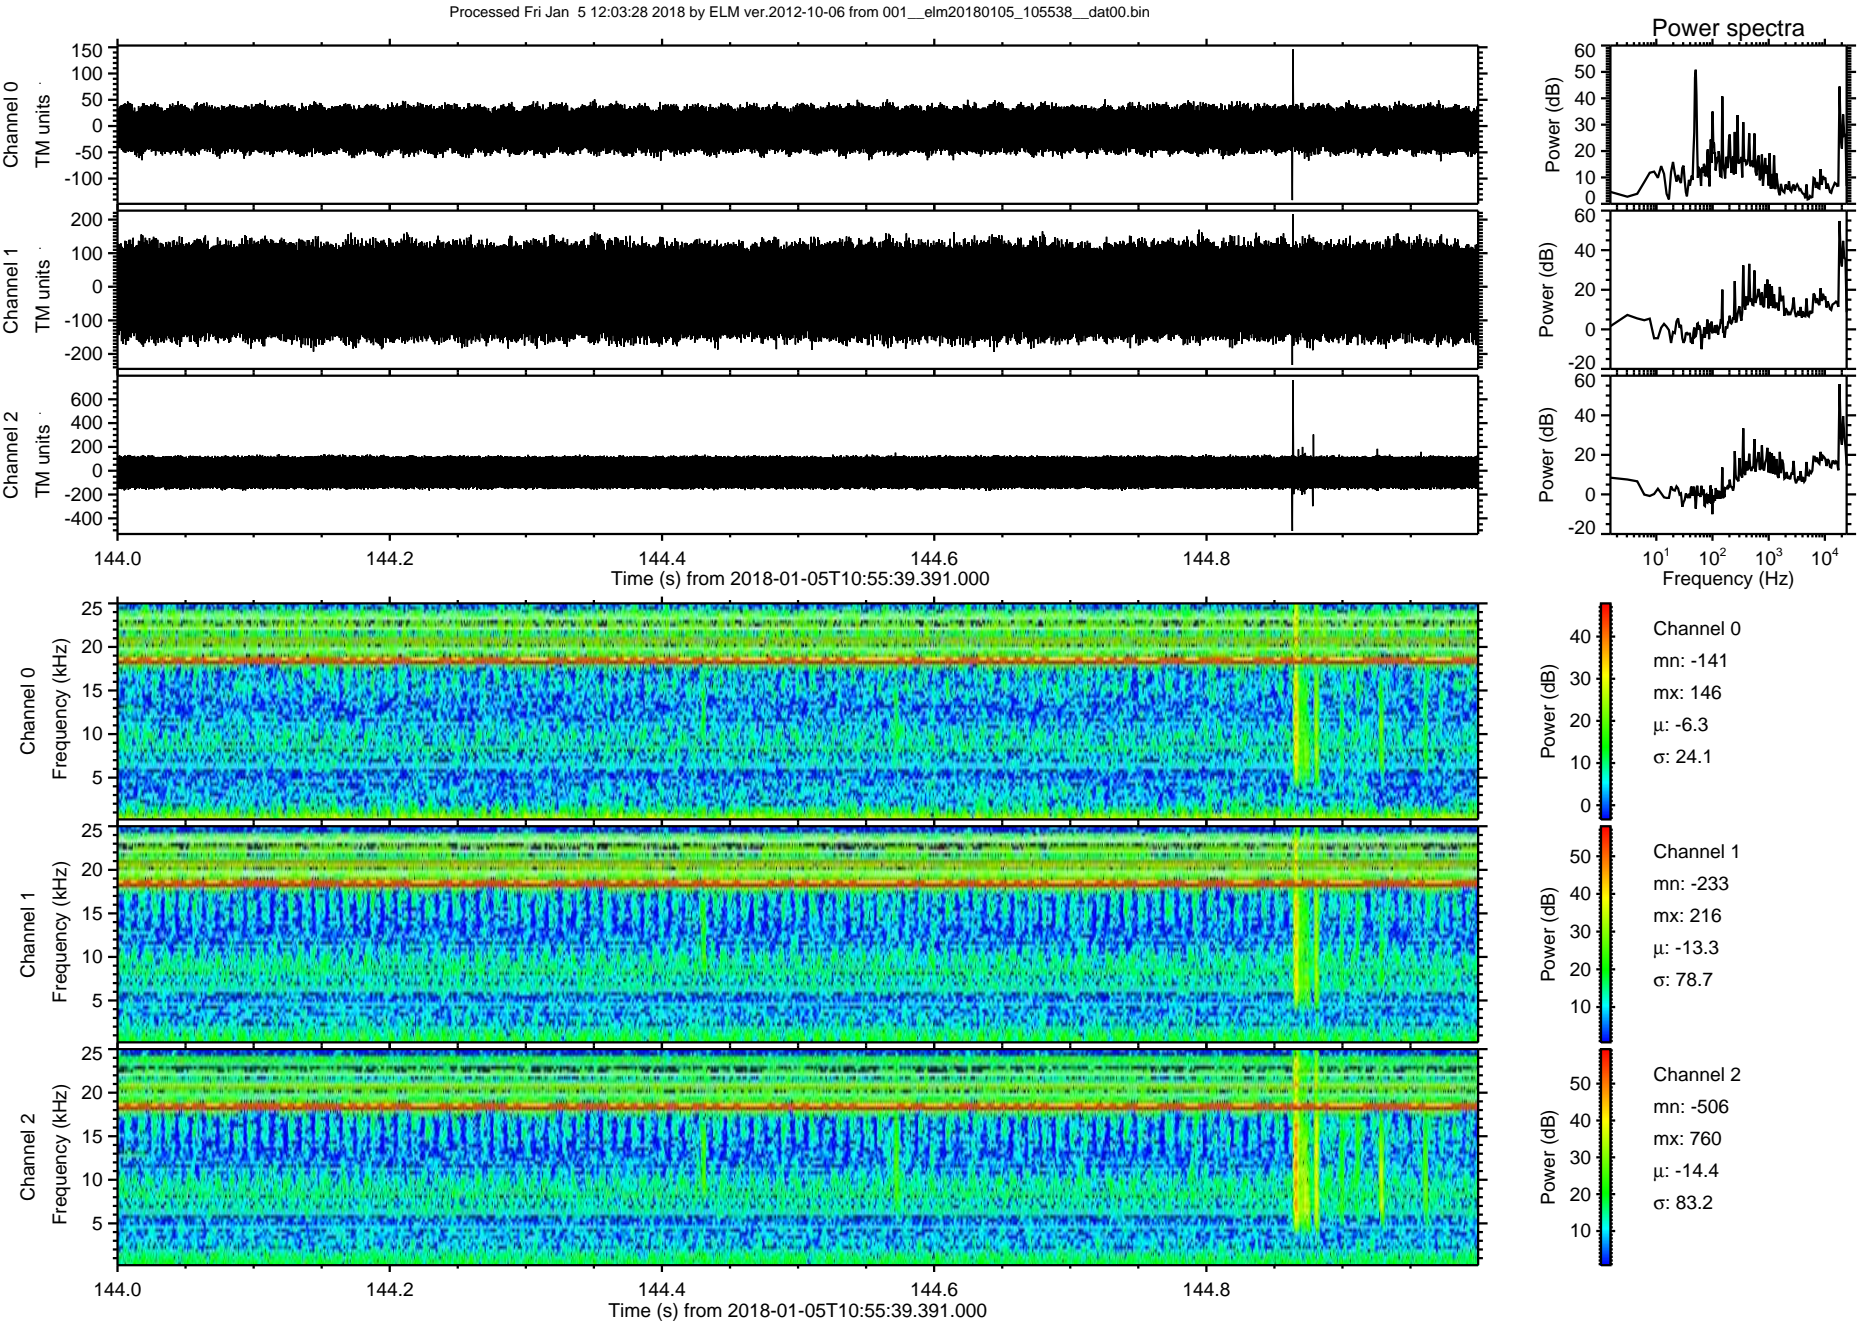 Processed Fri Jan  5 12:03:28 2018 by ELM ver.2012-10-06 from 001__elm20180105_105538__dat00.bin
Power spectra
Channel 0
TM units
150
100
50
0
-50
-100
Power (dB)
60
50
40
30
20
10
0
Channel 1
TM units
200
100
0
-100
-200
Power (dB)
60
40
20
0
-20
Channel 2
TM units
600
400
200
0
-200
-400
Power (dB)
60
40
20
0
-20
144.0 144.2 144.4 144.6 144.8
Time (s) from 2018-01-05T10:55:39.391.000
10¹ 10² 10³ 10⁴
Frequency (Hz)
Channel 0
Frequency (kHz)
25
20
15
10
5
Power (dB)
40
30
20
10
0
Channel 0
mn: -141
mx: 146
μ: -6.3
σ: 24.1
Channel 1
Frequency (kHz)
25
20
15
10
5
Power (dB)
50
40
30
20
10
Channel 1
mn: -233
mx: 216
μ: -13.3
σ: 78.7
Channel 2
Frequency (kHz)
25
20
15
10
5
Power (dB)
50
40
30
20
10
Channel 2
mn: -506
mx: 760
μ: -14.4
σ: 83.2
144.0 144.2 144.4 144.6 144.8
Time (s) from 2018-01-05T10:55:39.391.000